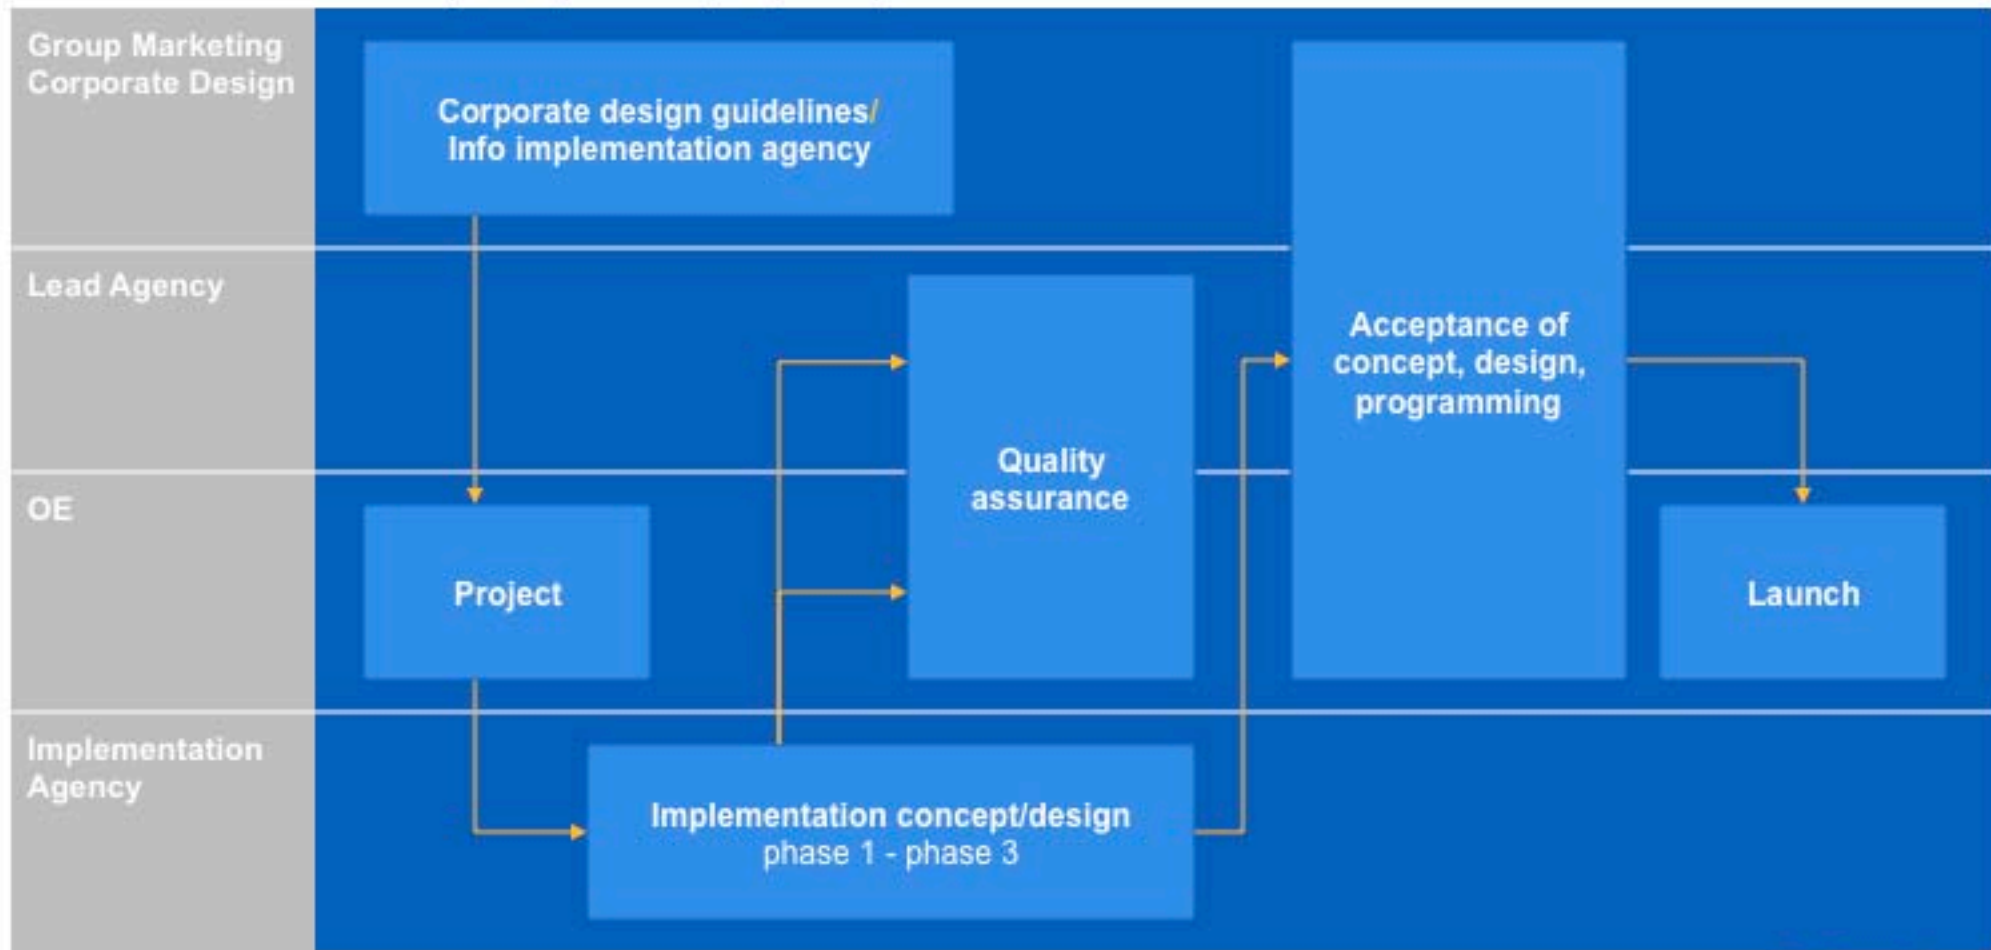 Group Marketing
Corporate Design
Corporate design guidelines/
Info implementation agency
Lead Agency
Acceptance of
concept, design,
programming
Quality
assurance
OE
Project
Launch
Implementation
Agency
Implementation concept/design
phase 1 - phase 3